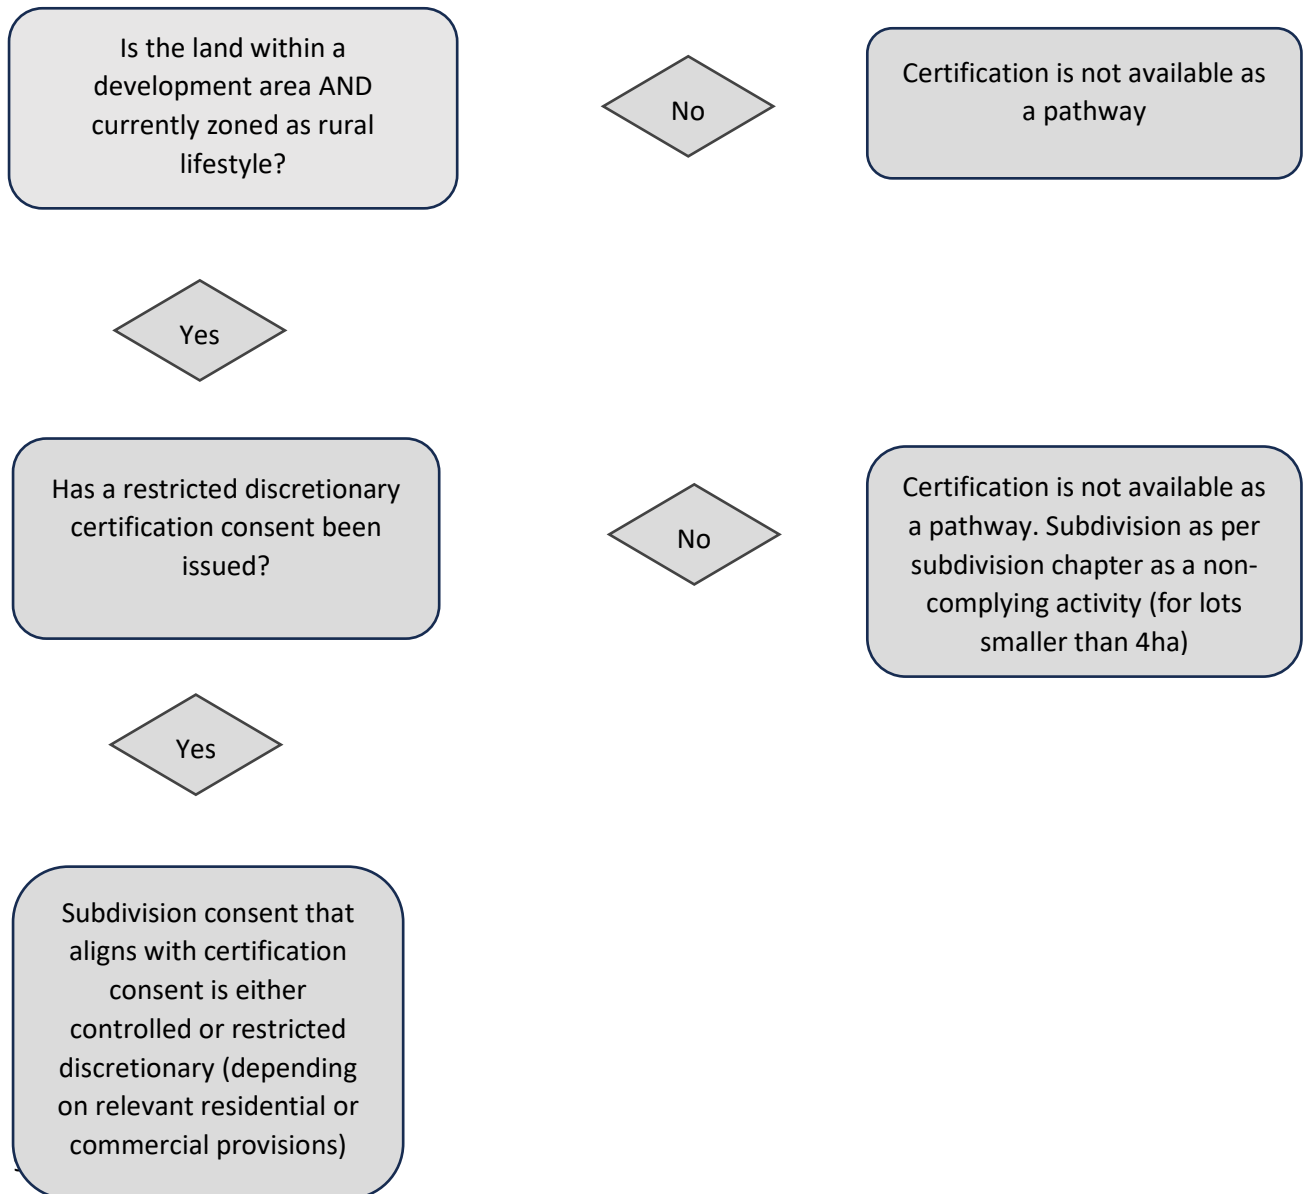 Is the land within a
development area AND
currently zoned as rural
lifestyle?
No
Certification is not available as
a pathway
Yes
Has a restricted discretionary
certification consent been
issued?
No
Certification is not available as
a pathway. Subdivision as per
subdivision chapter as a non-
complying activity (for lots
smaller than 4ha)
Yes
Subdivision consent that
aligns with certification
consent is either
controlled or restricted
discretionary (depending
on relevant residential or
commercial provisions)